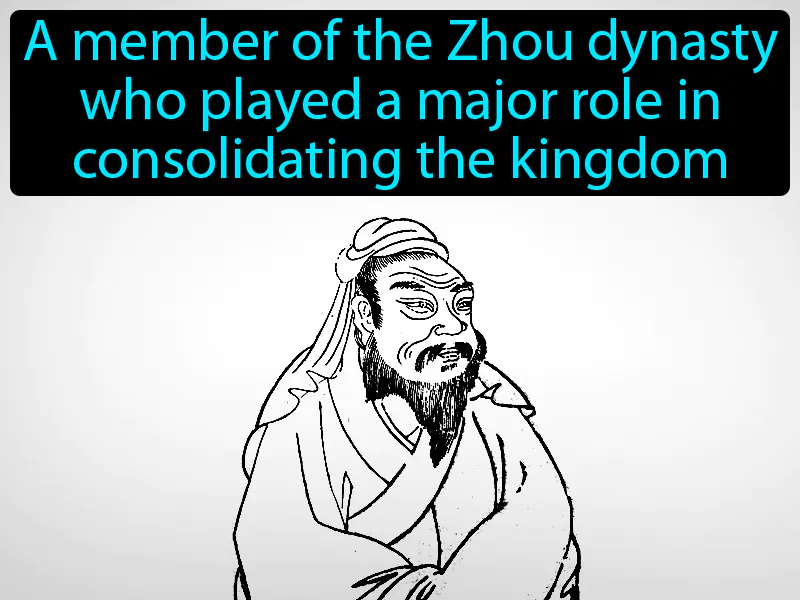 A member of the Zhou dynasty
who played a major role in
consolidating the kingdom